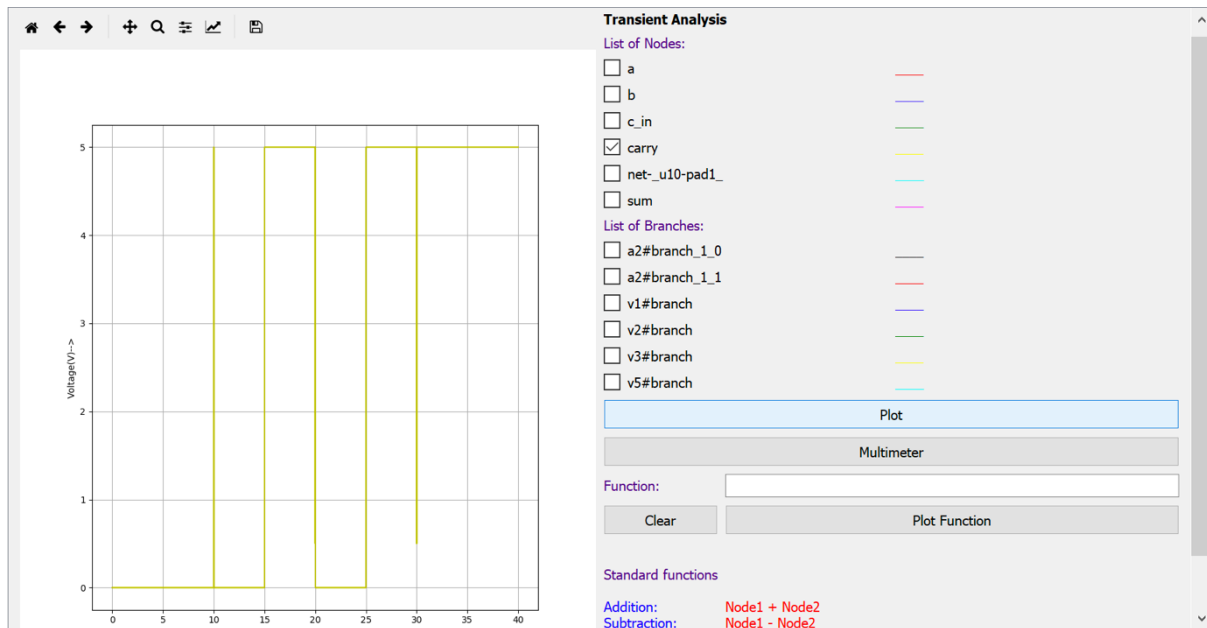 Transient Analysis
List of Nodes:
a
b
c_in
carry
net-_u10-pad1_
sum
List of Branches:
a2#branch_1_0
a2#branch_1_1
v1#branch
v2#branch
v3#branch
v5#branch
Plot
Multimeter
Function:
Clear Plot Function
Standard functions
Addition: Node1 + Node2
Subtraction: Node1 - Node2
5
4
3
2
1
0
Voltage(V)-->
0 5 10 15 20 25 30 35 40